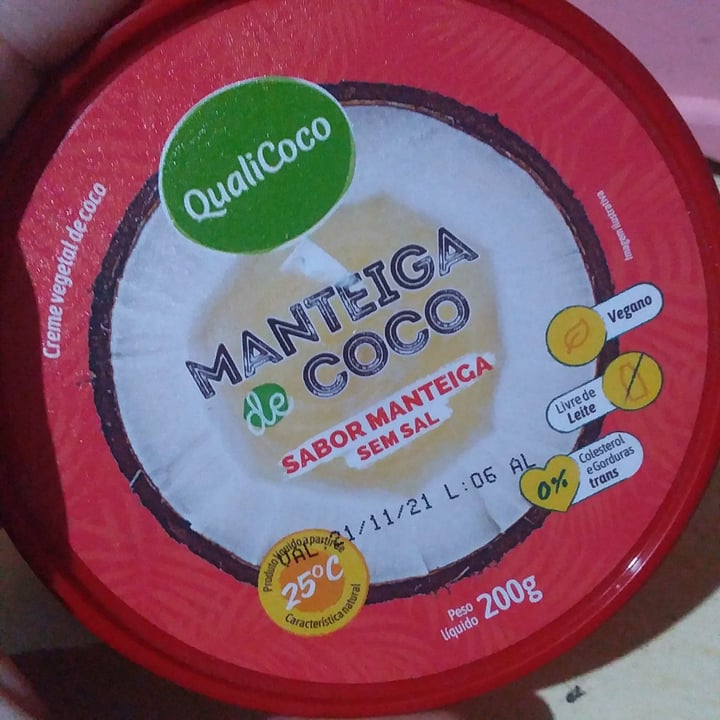 QualiCoco
Creme vegetal de coco
Imagem ilustrativa
MANTEIGA
de COCO
SABOR MANTEIGA
SEM SAL
Vegano
Livre de
Leite
0%
Colesterol
e Gorduras
trans
VAL 21/11/21 L:06 AL
Produto líquido a partir de
25°C
Característica natural
Peso
líquido 200g